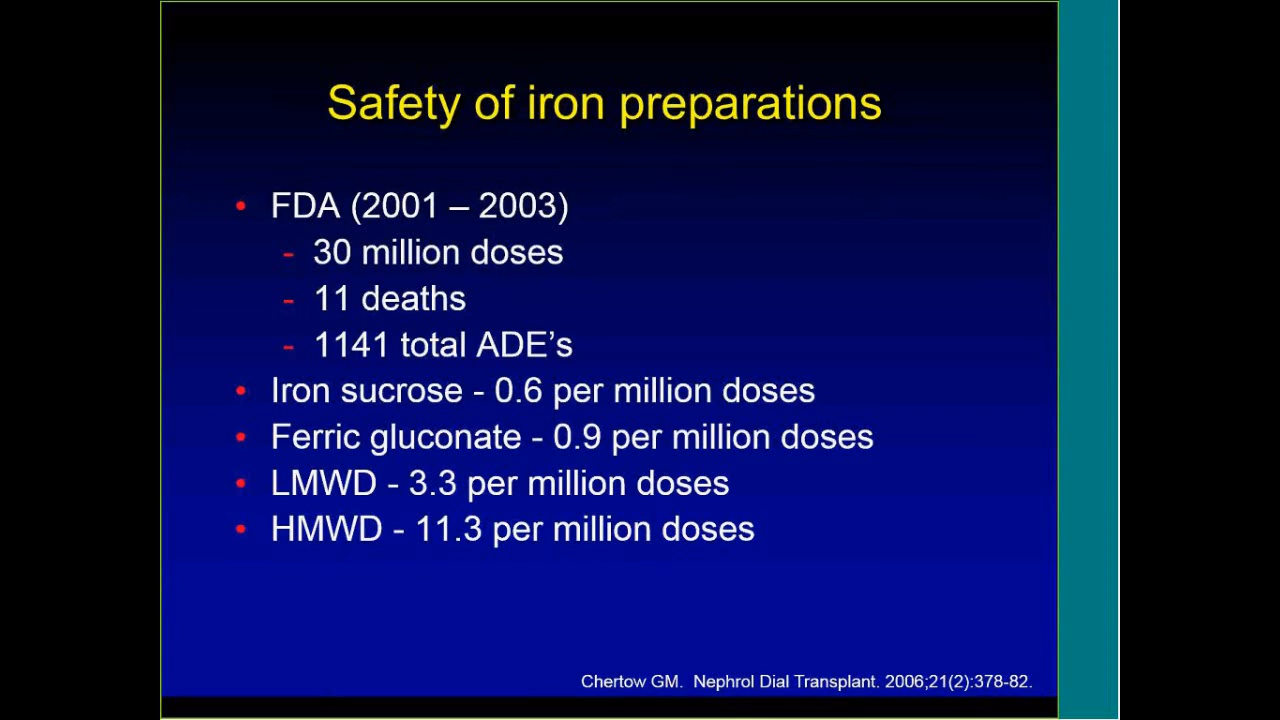 Safety of iron preparations
• FDA (2001 – 2003)
- 30 million doses
- 11 deaths
- 1141 total ADE’s
• Iron sucrose - 0.6 per million doses
• Ferric gluconate - 0.9 per million doses
• LMWD - 3.3 per million doses
• HMWD - 11.3 per million doses
Chertow GM.  Nephrol Dial Transplant. 2006;21(2):378-82.